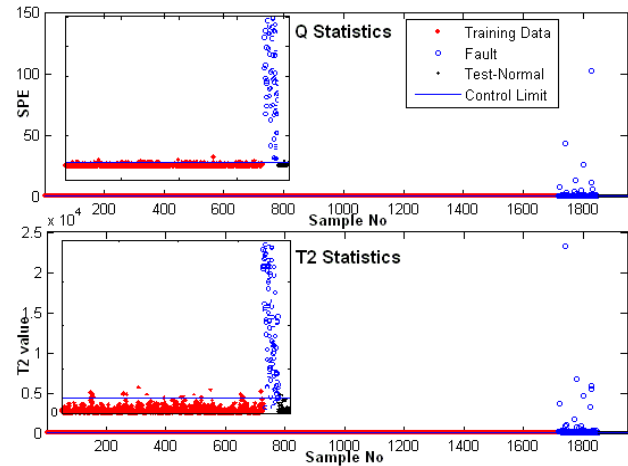 150
100
50
0
SPE
Q Statistics
Training Data
Fault
Test-Normal
Control Limit
200 400 600 800 1000 1200 1400 1600 1800
Sample No
x 10⁴
2.5
2
1.5
1
0.5
0
T2 value
T2 Statistics
0
200 400 600 800 1000 1200 1400 1600 1800
Sample No